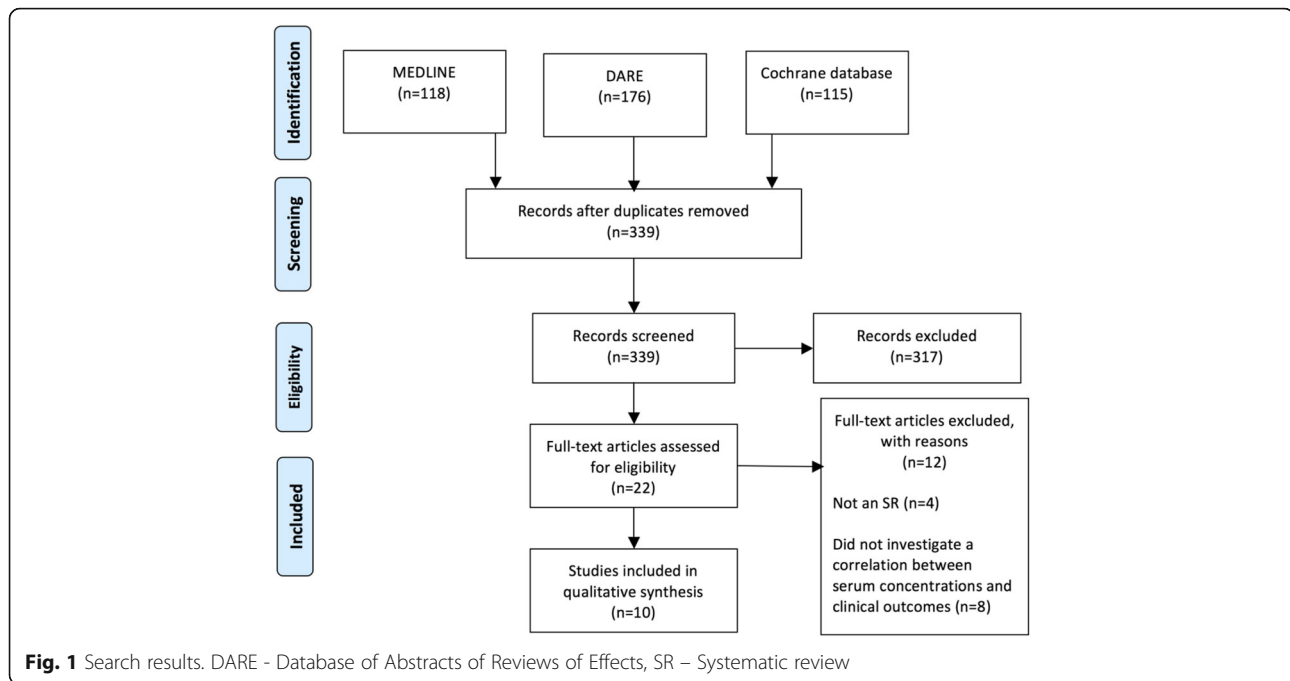 Identification
MEDLINE
(n=118)
DARE
(n=176)
Cochrane database
(n=115)
Screening
Records after duplicates removed
(n=339)
Eligibility
Records screened
(n=339)
Records excluded
(n=317)
Full-text articles assessed
for eligibility
(n=22)
Full-text articles excluded,
with reasons
(n=12)
Not an SR (n=4)
Did not investigate a
correlation between
serum concentrations and
clinical outcomes (n=8)
Included
Studies included in
qualitative synthesis
(n=10)
Fig. 1 Search results. DARE - Database of Abstracts of Reviews of Effects, SR – Systematic review